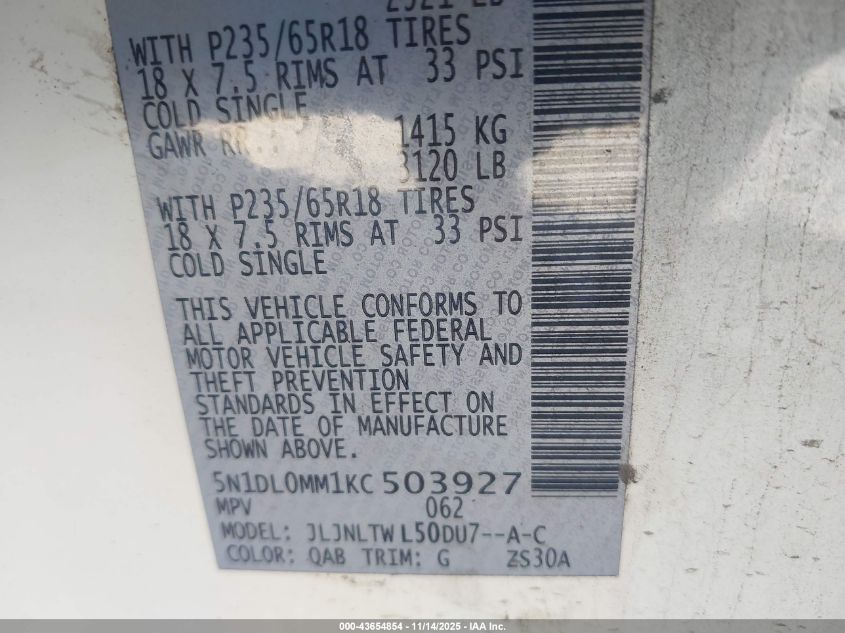 WITH P235/65R18 TIRES
18 X 7.5 RIMS AT 33 PSI
COLD SINGLE
GAWR RR: 1415 KG
3120 LB
WITH P235/65R18 TIRES
18 X 7.5 RIMS AT 33 PSI
COLD SINGLE
THIS VEHICLE CONFORMS TO
ALL APPLICABLE FEDERAL
MOTOR VEHICLE SAFETY AND
THEFT PREVENTION
STANDARDS IN EFFECT ON
THE DATE OF MANUFACTURE
SHOWN ABOVE.
5N1DL0MM1KC503927
MPV 062
MODEL: JLJNLTWL50DU7--A-C
COLOR: QAB TRIM: G ZS30A
000-43654854 - 11/14/2025 - IAA Inc.